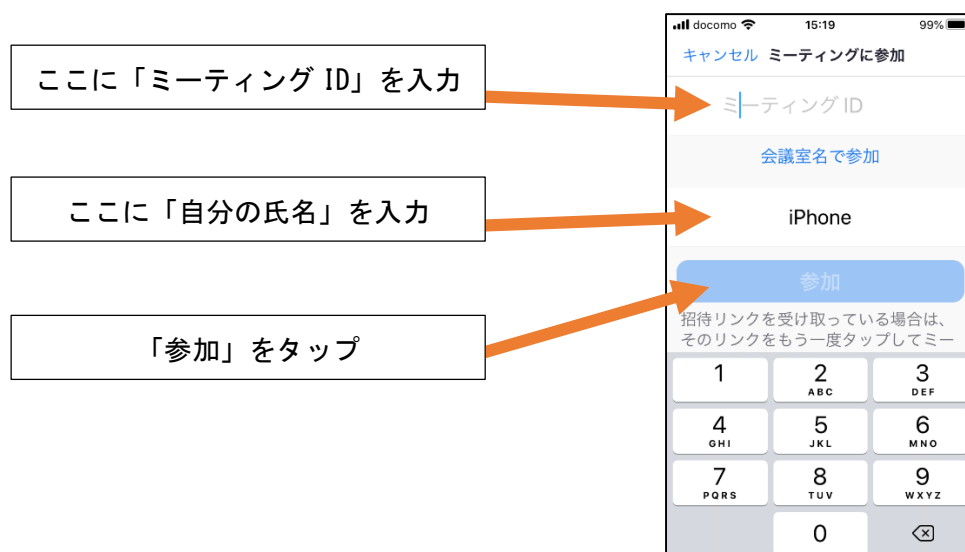 docomo 15:19 99%
キャンセル ミーティングに参加
ここに「ミーティング ID」を入力
ミーティング ID
会議室名で参加
ここに「自分の氏名」を入力
iPhone
参加
「参加」をタップ
招待リンクを受け取っている場合は、
そのリンクをもう一度タップしてミー
1 2 3
ABC DEF
4 5 6
GHI JKL MNO
7 8 9
PQRS TUV WXYZ
0